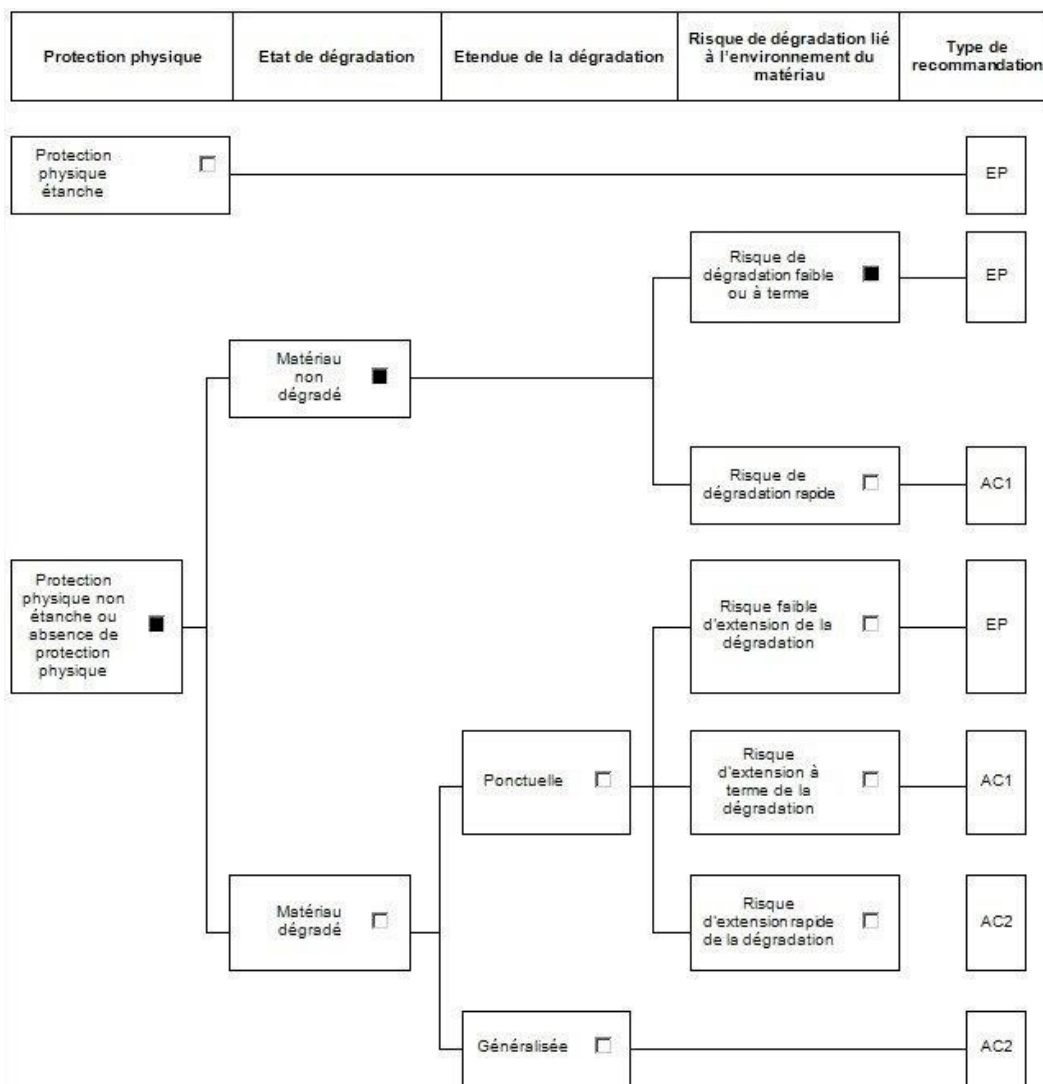 Protection physique
Etat de dégradation
Etendue de la dégradation
Risque de dégradation lié
à l'environnement du
matériau
Type de
recommandation
Protection
physique
étanche
EP
Risque de
dégradation faible
ou à terme
EP
Matériau
non
dégradé
Risque de
dégradation rapide
AC1
Protection
physique non
étanche ou
absence de
protection
physique
Risque faible
d'extension de la
dégradation
EP
Ponctuelle
Risque
d'extension à
terme de la
dégradation
AC1
Matériau
dégradé
Risque
d'extension rapide
de la dégradation
AC2
Généralisée
AC2